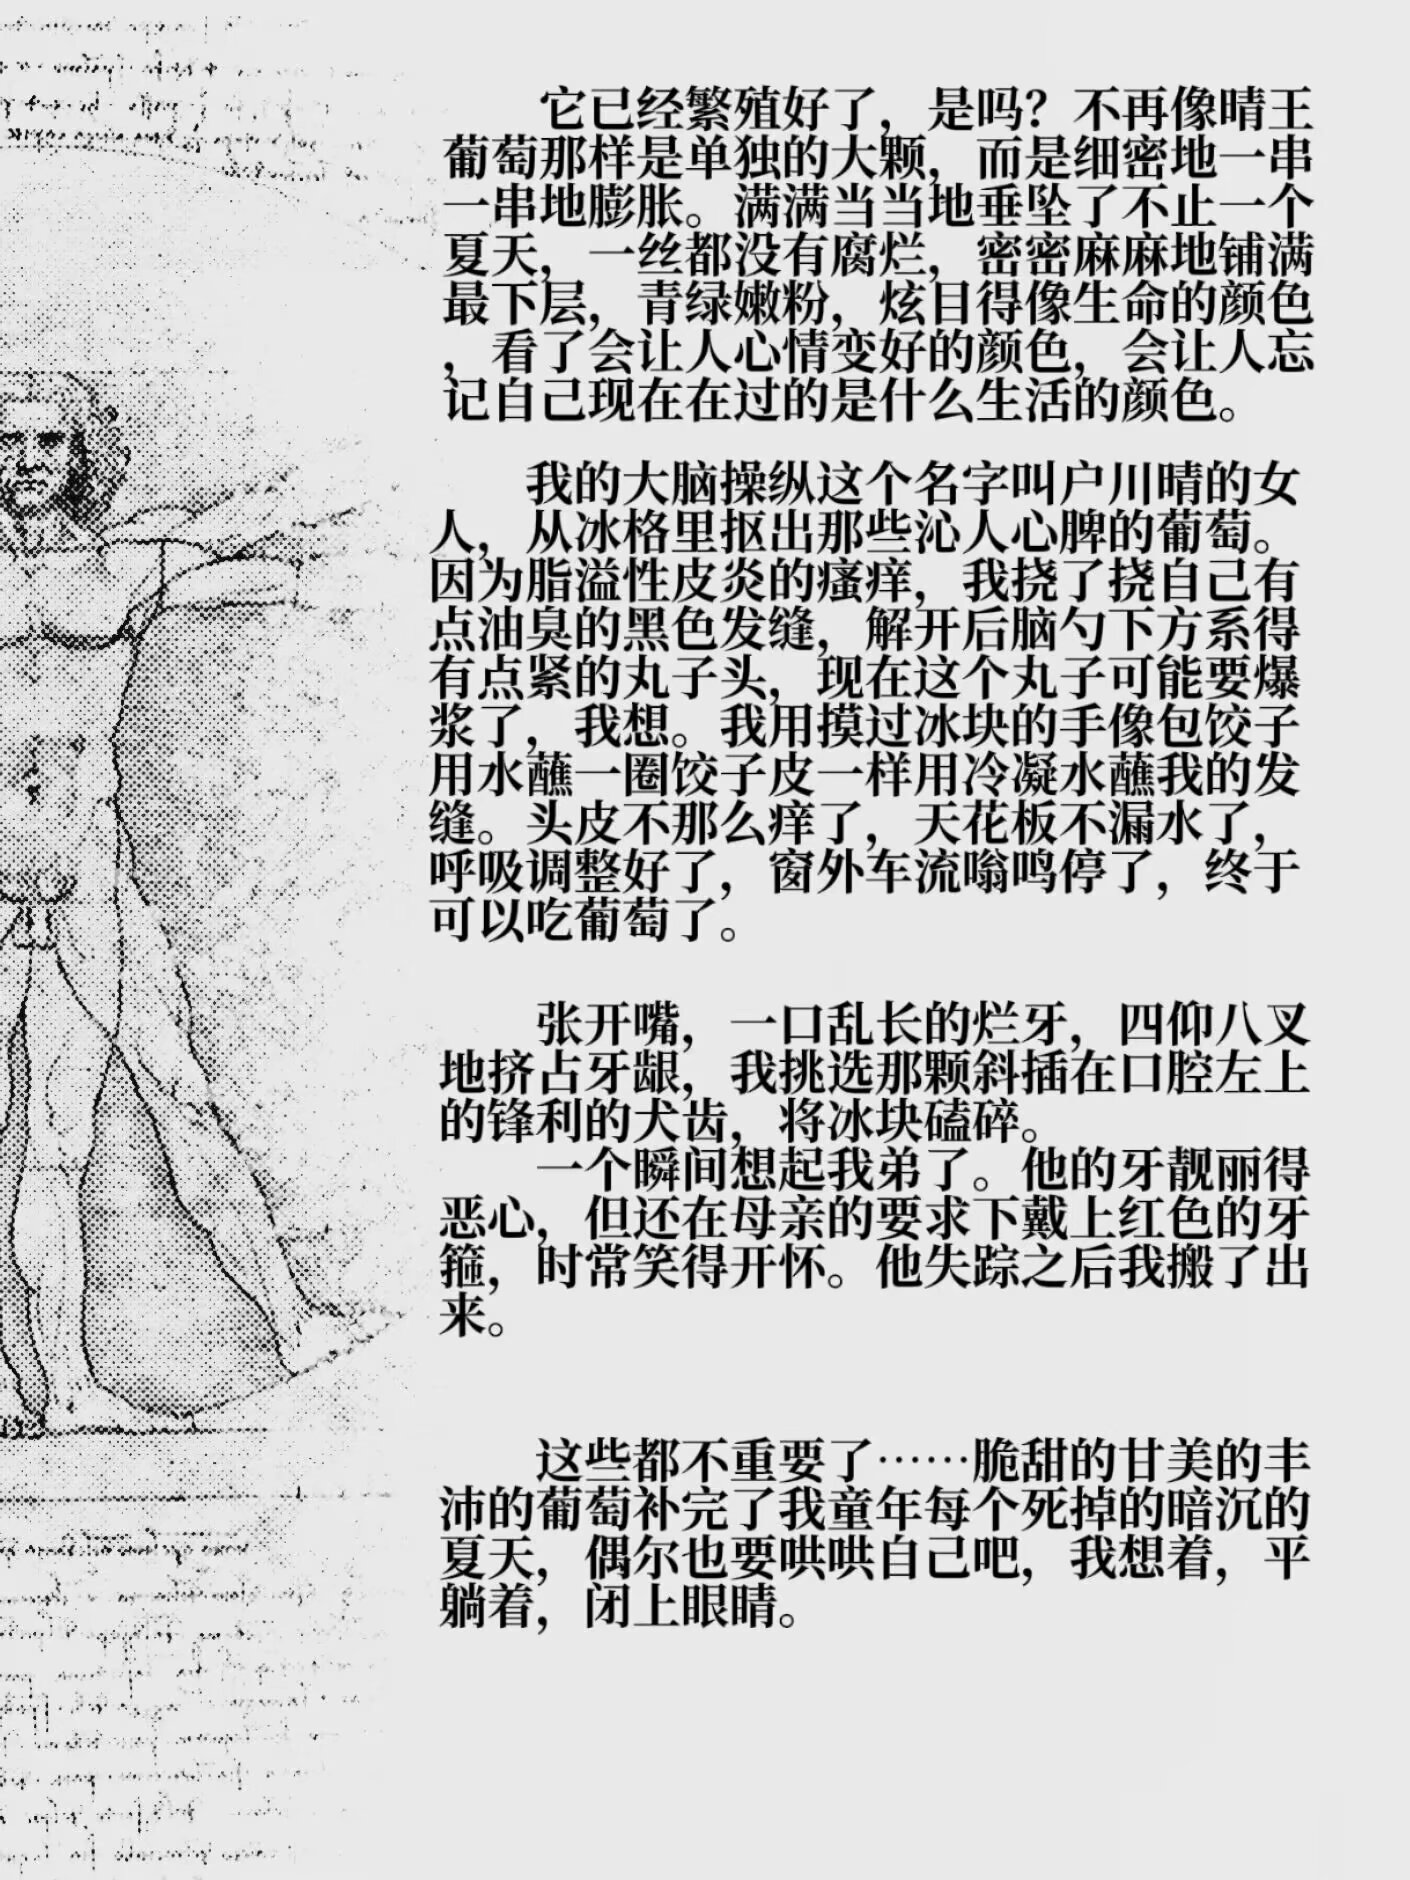 它已经繁殖好了，是吗？不再像晴王
葡萄那样是单独的大颗，而是细密地一串
一串地膨胀。满满当当地垂坠了不止一个
夏天，一丝都没有腐烂，密密麻麻地铺满
最下层，青绿嫩粉，炫目得像生命的颜色
，看了会让人心情变好的颜色，会让人忘
记自己现在在过的是什么生活的颜色。
我的大脑操纵这个名字叫户川晴的女
人，从冰格里抠出那些沁人心脾的葡萄。
因为脂溢性皮炎的瘙痒，我挠了挠自己有
点油臭的黑色发缝，解开后脑勺下方系得
有点紧的丸子头，现在这个丸子可能要爆
浆了，我想。我用摸过冰块的手像包饺子
用水蘸一圈饺子皮一样用冷凝水蘸我的发
缝。头皮不那么痒了，天花板不漏水了，
呼吸调整好了，窗外车流嗡鸣停了，终于
可以吃葡萄了。
张开嘴，一口乱长的烂牙，四仰八叉
地挤占牙龈，我挑选那颗斜插在口腔左上
的锋利的犬齿，将冰块磕碎。
一个瞬间想起我弟了。他的牙靓丽得
恶心，但还在母亲的要求下戴上红色的牙
箍，时常笑得开怀。他失踪之后我搬了出
来。
这些都不重要了……脆甜的甘美的丰
沛的葡萄补完了我童年每个死掉的暗沉的
夏天，偶尔也要哄哄自己吧，我想着，平
躺着，闭上眼睛。